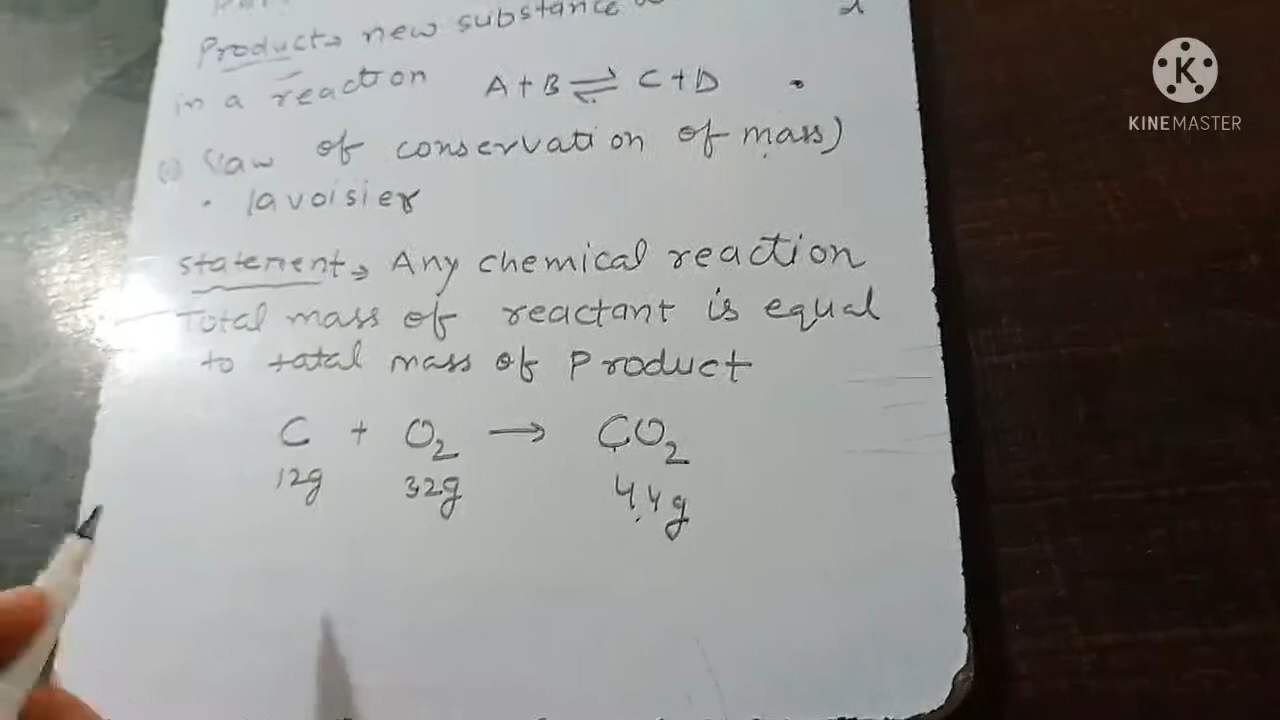 Product→ new substance
in a reaction A+B⇌C+D
(1) (law of conservation of mass)
• lavoisier
statement→ Any chemical reaction
Total mass of reactant is equal
to total mass of Product
C + O₂ → CO₂
12g 32g 44g
K
KINEMASTER